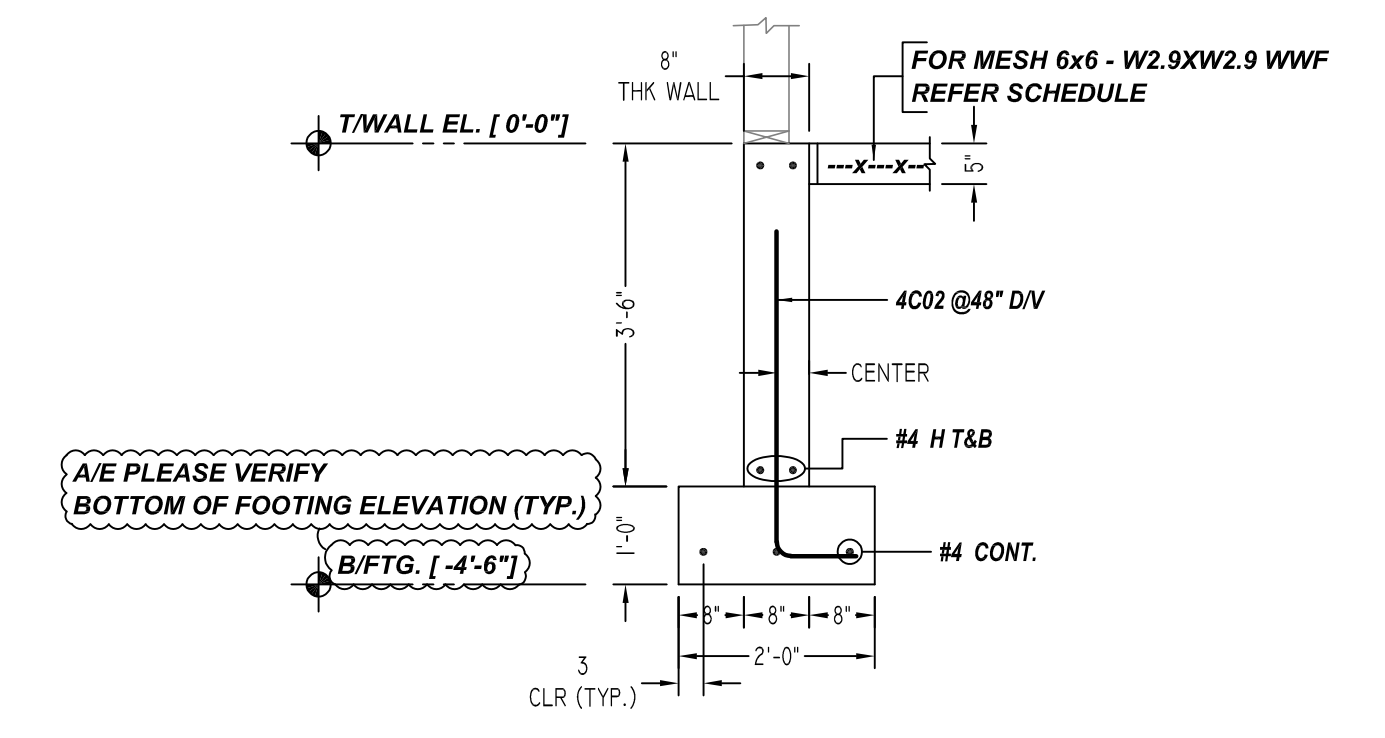 8"
THK WALL
FOR MESH 6x6 - W2.9XW2.9 WWF
REFER SCHEDULE
T/WALL EL. [ 0'-0"]
---x---x--
5"
3'-6"
4C02 @48" D/V
CENTER
#4 H T&B
A/E PLEASE VERIFY
BOTTOM OF FOOTING ELEVATION (TYP.)
1'-0"
#4 CONT.
B/FTG. [ -4'-6"]
8" 8" 8"
2'-0"
3
CLR (TYP.)